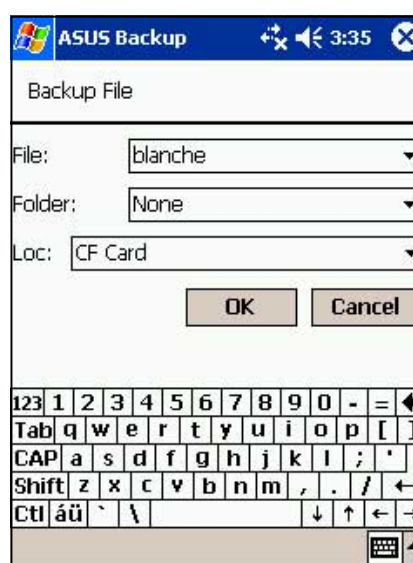 ASUS Backup 3:35
Backup File
File: blanche
Folder: None
Loc: CF Card
OK Cancel
123 1 2 3 4 5 6 7 8 9 0 - =
Tab q w e r t y u i o p [ ]
CAP a s d f g h j k l ; '
Shift z x c v b n m , . /
Ctl áü ` \